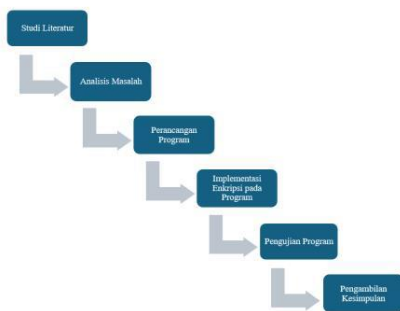 Studi Literatur
Analisis Masalah
Perancangan
Program
Implementasi
Enkripsi pada
Program
Pengujian Program
Pengambilan
Kesimpulan